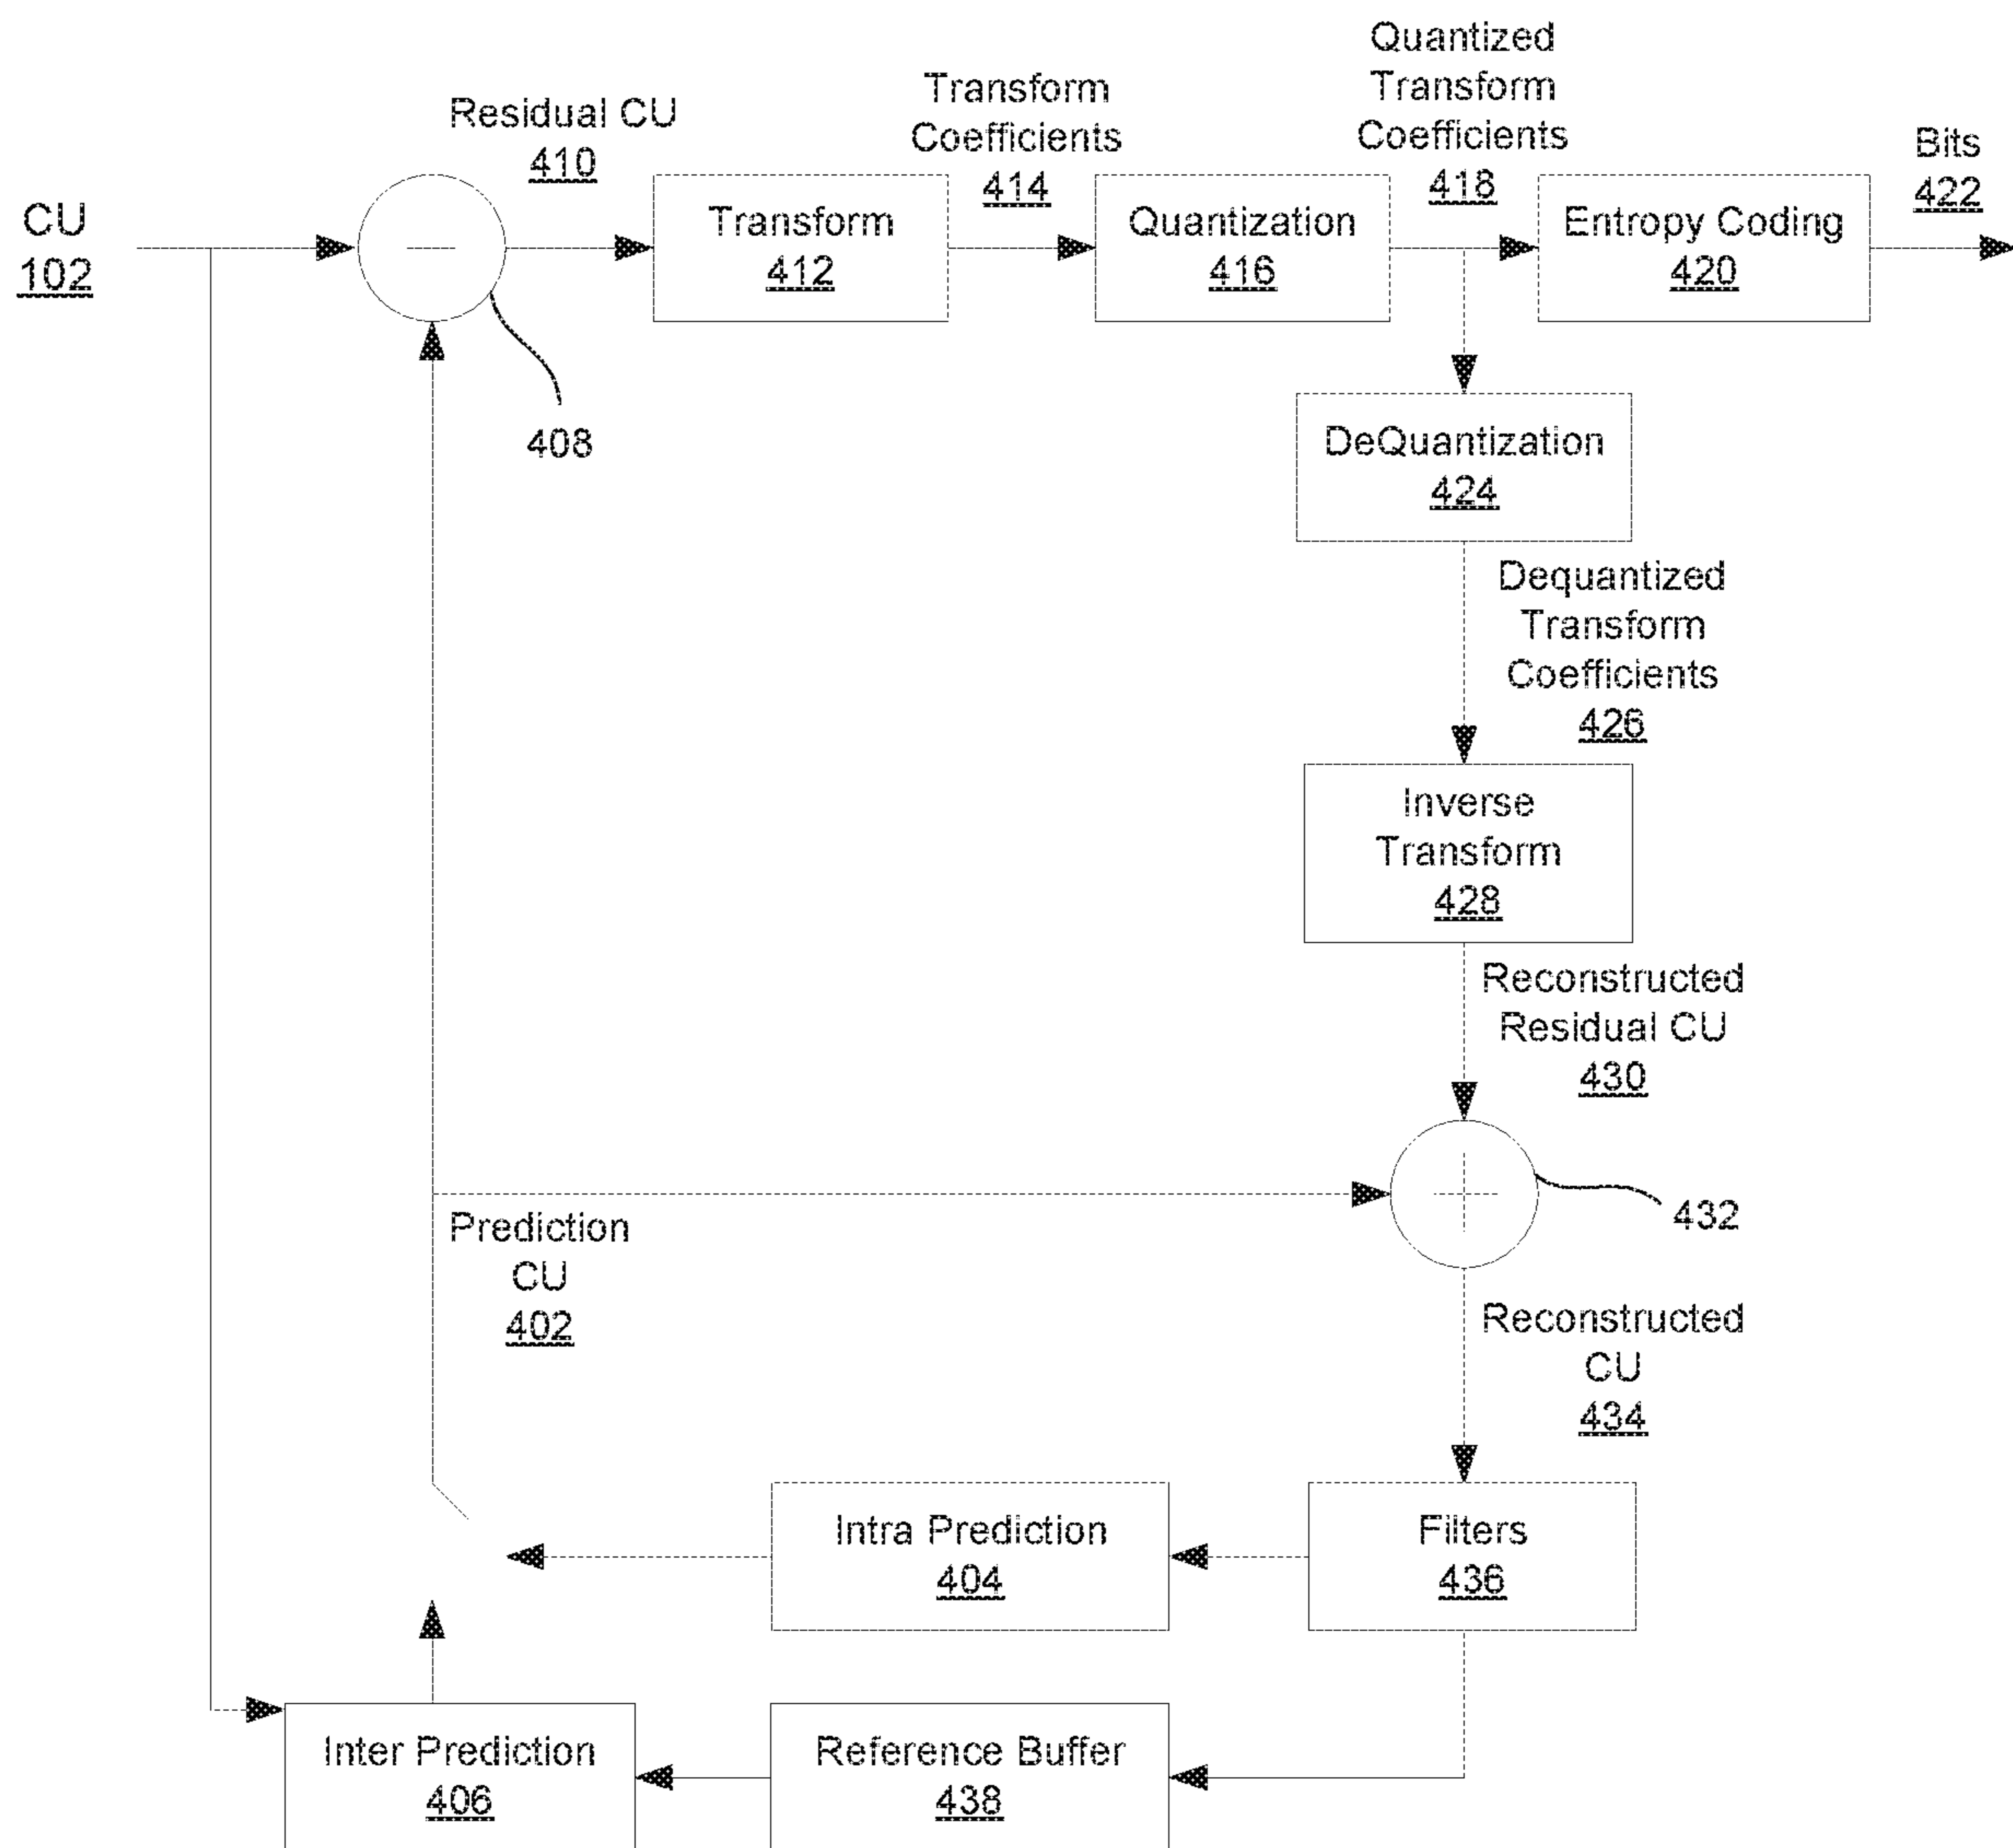 CU
102
Residual CU
410
Transform
412
Transform
Coefficients
414
Quantization
416
Quantized
Transform
Coefficients
418
Entropy Coding
420
Bits
422
408
DeQuantization
424
Dequantized
Transform
Coefficients
426
Inverse
Transform
428
Reconstructed
Residual CU
430
432
Prediction
CU
402
Reconstructed
CU
434
Intra Prediction
404
Filters
436
Inter Prediction
406
Reference Buffer
438